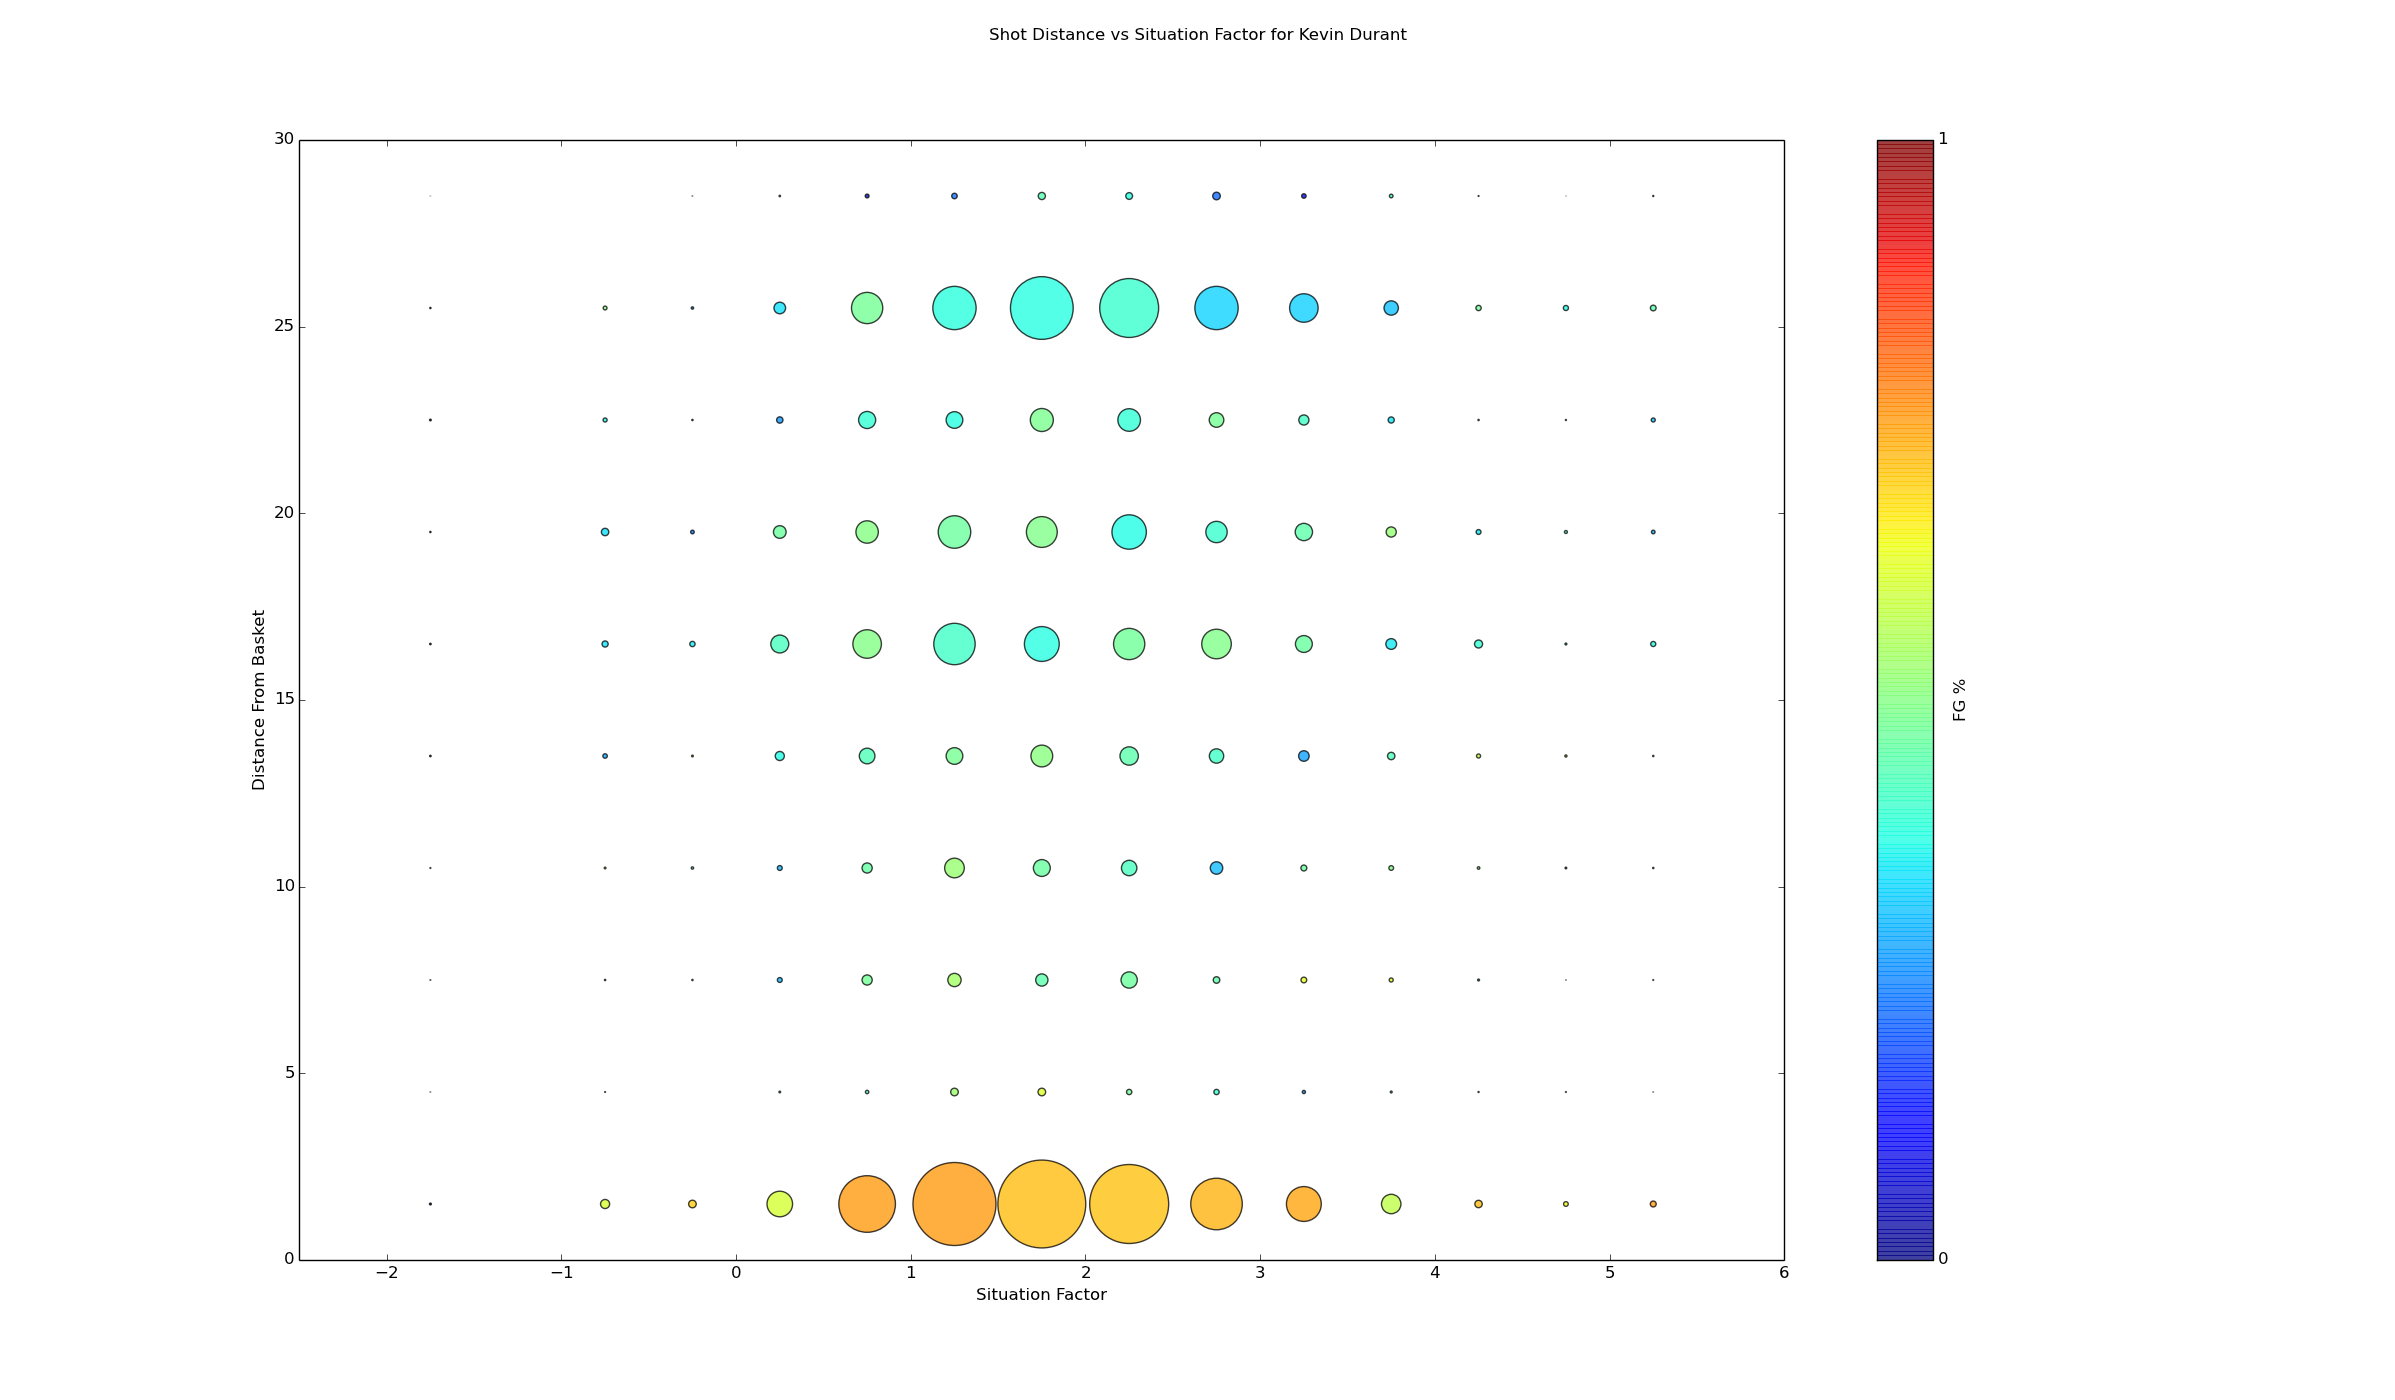 Shot Distance vs Situation Factor for Kevin Durant
30
25
20
15
10
5
0
Distance From Basket
−2 −1 0 1 2 3 4 5 6
Situation Factor
1
0
FG %